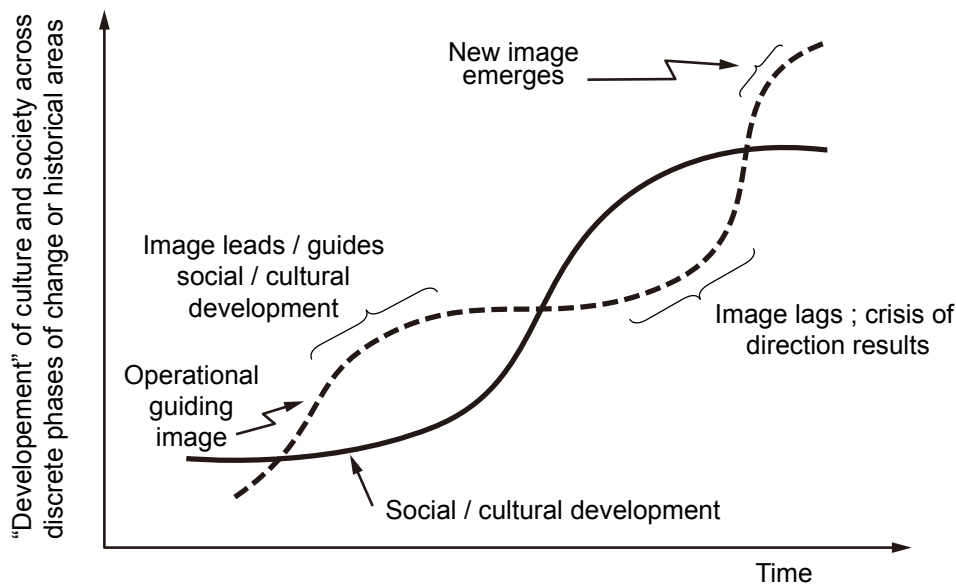 “Developement” of culture and society across
discrete phases of change or historical areas
New image
emerges
Image leads / guides
social / cultural
development
Image lags ; crisis of
direction results
Operational
guiding
image
Social / cultural development
Time